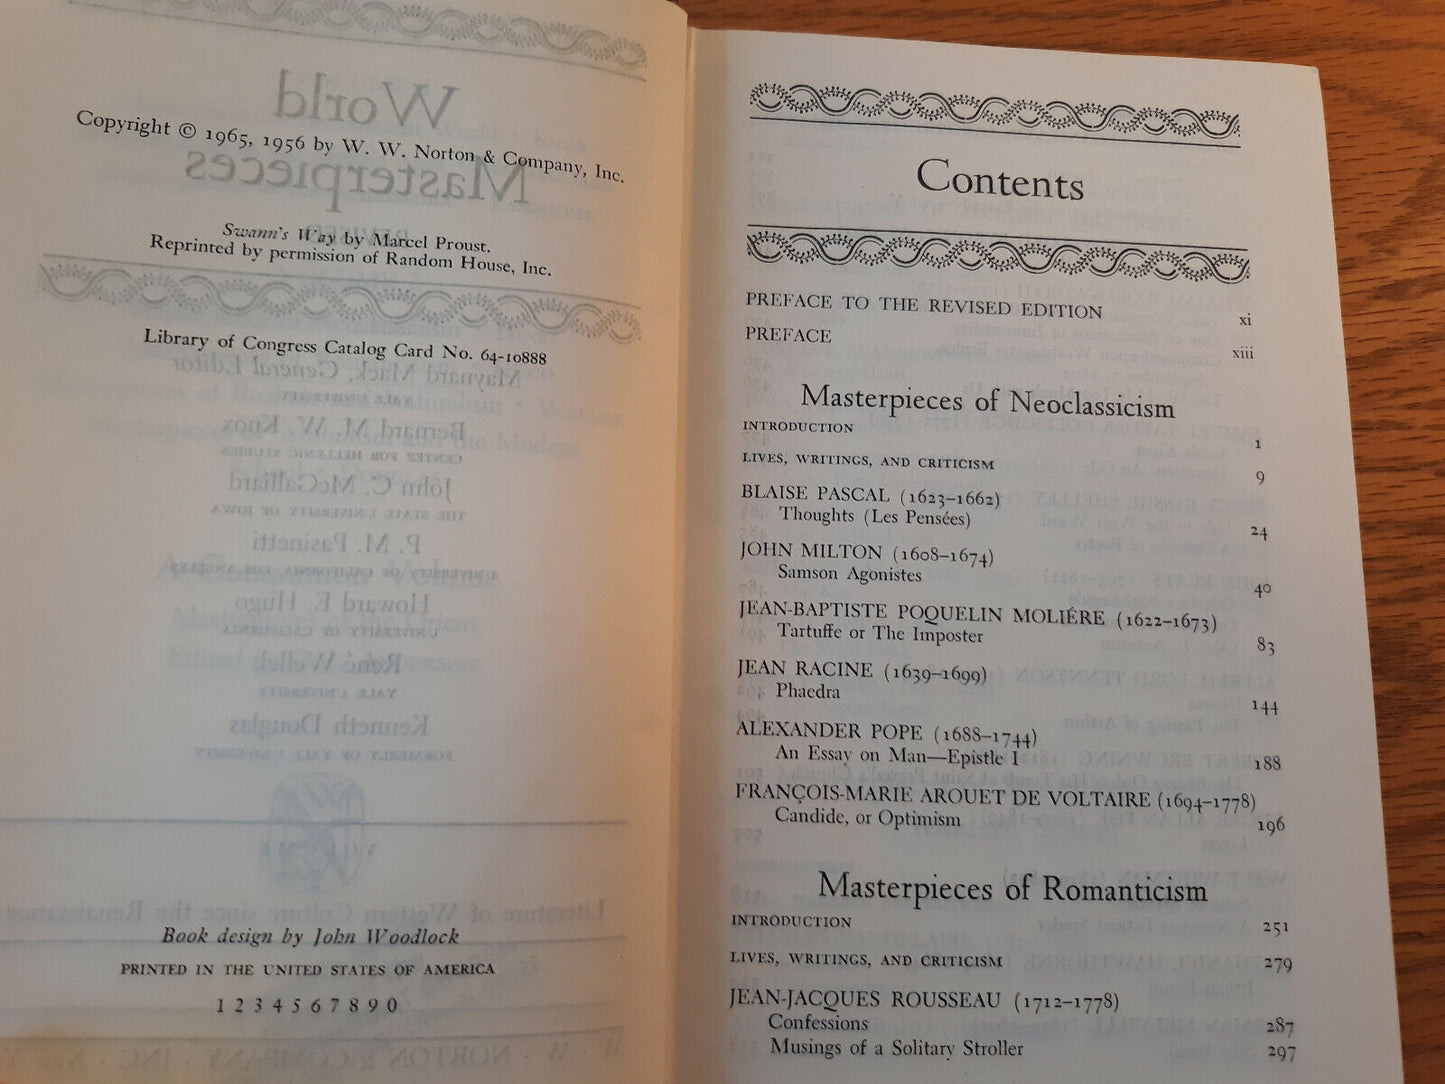 Copyright © 1965, 1956 by W. W. Norton & Company, Inc.
Swann's Way by Marcel Proust.
Reprinted by permission of Random House, Inc.
Library of Congress Catalog Card No. 64-10888
Book design by John Woodlock
PRINTED IN THE UNITED STATES OF AMERICA
1 2 3 4 5 6 7 8 9 0
Contents
PREFACE TO THE REVISED EDITION xi
PREFACE xiii
Masterpieces of Neoclassicism
INTRODUCTION 1
LIVES, WRITINGS, AND CRITICISM 9
BLAISE PASCAL (1623–1662)
Thoughts (Les Pensées) 24
JOHN MILTON (1608–1674)
Samson Agonistes 40
JEAN-BAPTISTE POQUELIN MOLIÉRE (1622–1673)
Tartuffe or The Imposter 83
JEAN RACINE (1639–1699)
Phaedra 144
ALEXANDER POPE (1688–1744)
An Essay on Man—Epistle I 188
FRANÇOIS-MARIE AROUET DE VOLTAIRE (1694–1778)
Candide, or Optimism 196
Masterpieces of Romanticism
INTRODUCTION 251
LIVES, WRITINGS, AND CRITICISM 279
JEAN-JACQUES ROUSSEAU (1712–1778)
Confessions 287
Musings of a Solitary Stroller 297